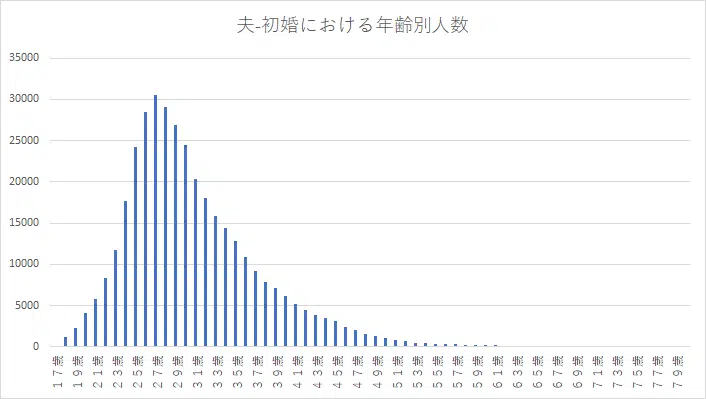 夫-初婚における年齢別人数
35000
30000
25000
20000
15000
10000
5000
0
17歳
19歳
21歳
23歳
25歳
27歳
29歳
31歳
33歳
35歳
37歳
39歳
41歳
43歳
45歳
47歳
49歳
51歳
53歳
55歳
57歳
59歳
61歳
63歳
65歳
67歳
69歳
71歳
73歳
75歳
77歳
79歳